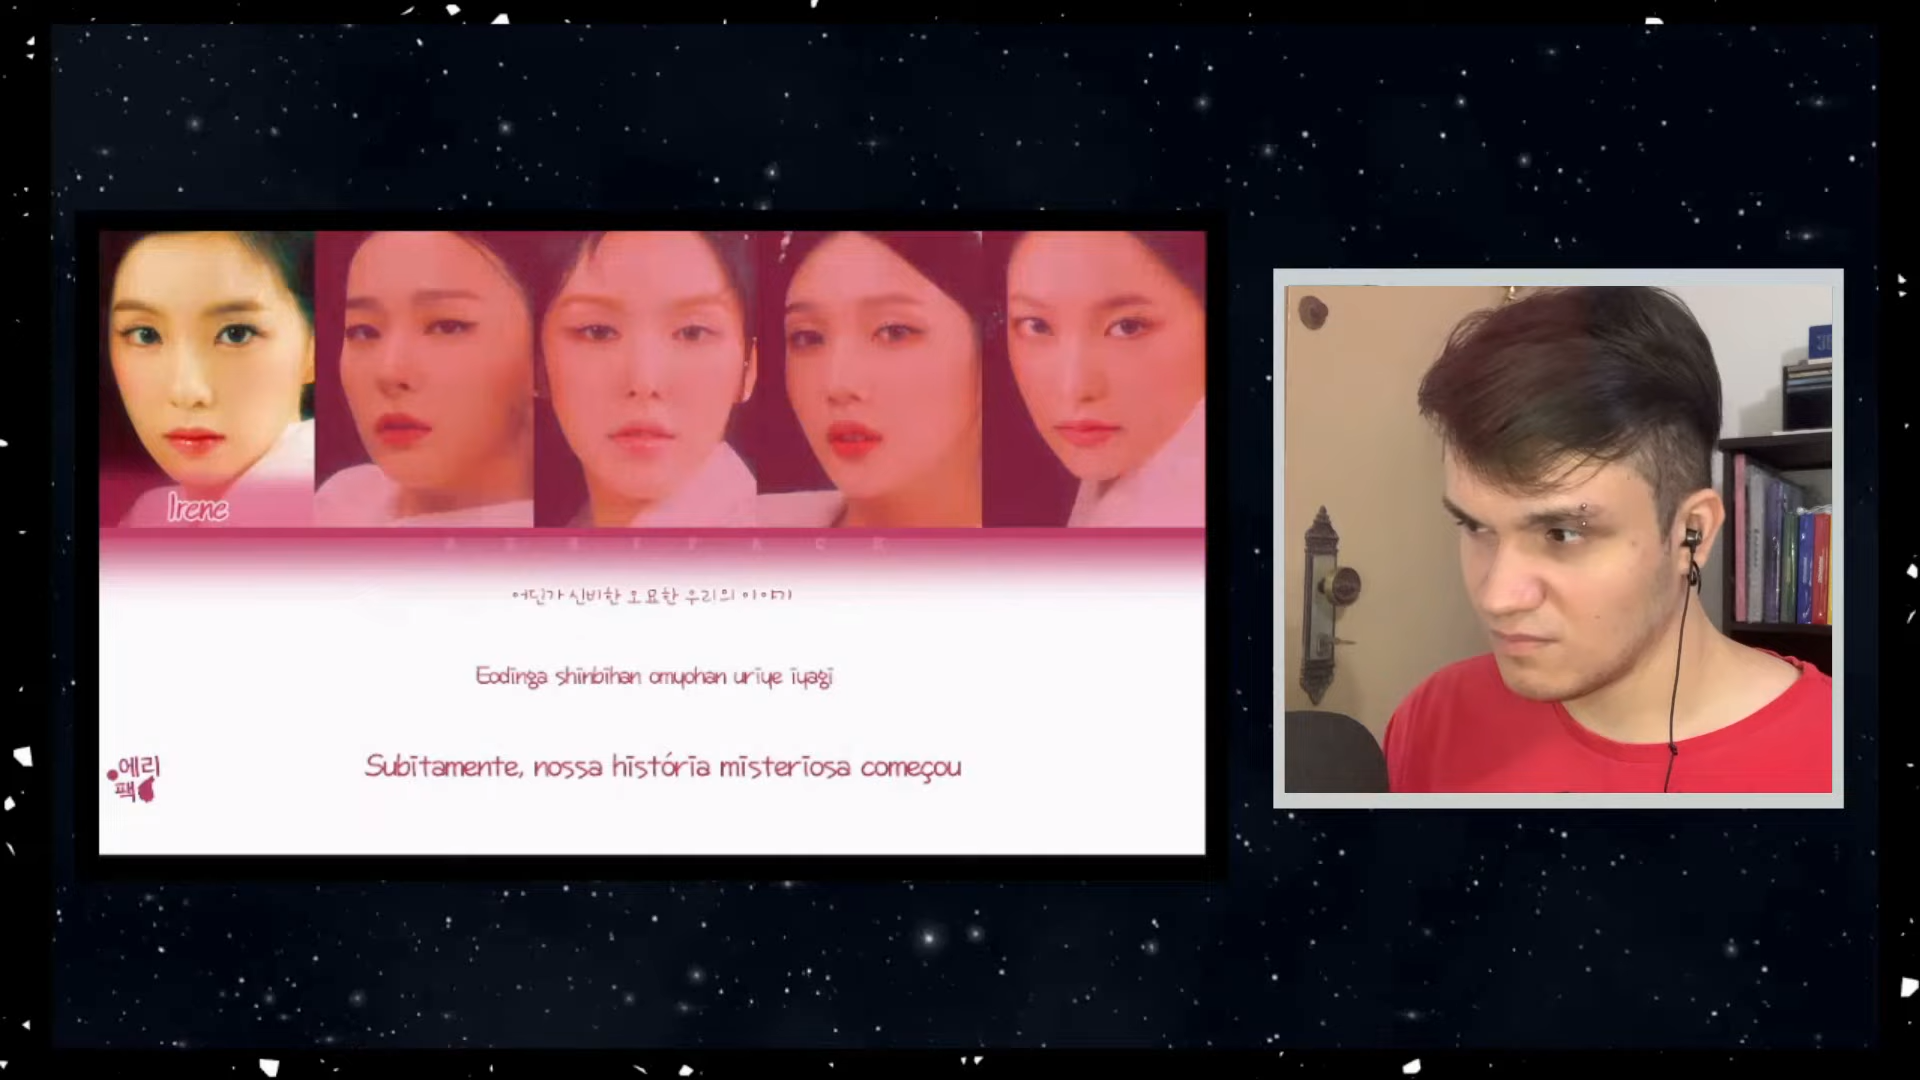 Irene
어딘가 신비한 오묘한 우리의 이야기
Eodinga shinbihan omyohan uriye iyagi
Subitamente, nossa história misteriosa começou
에리
팩